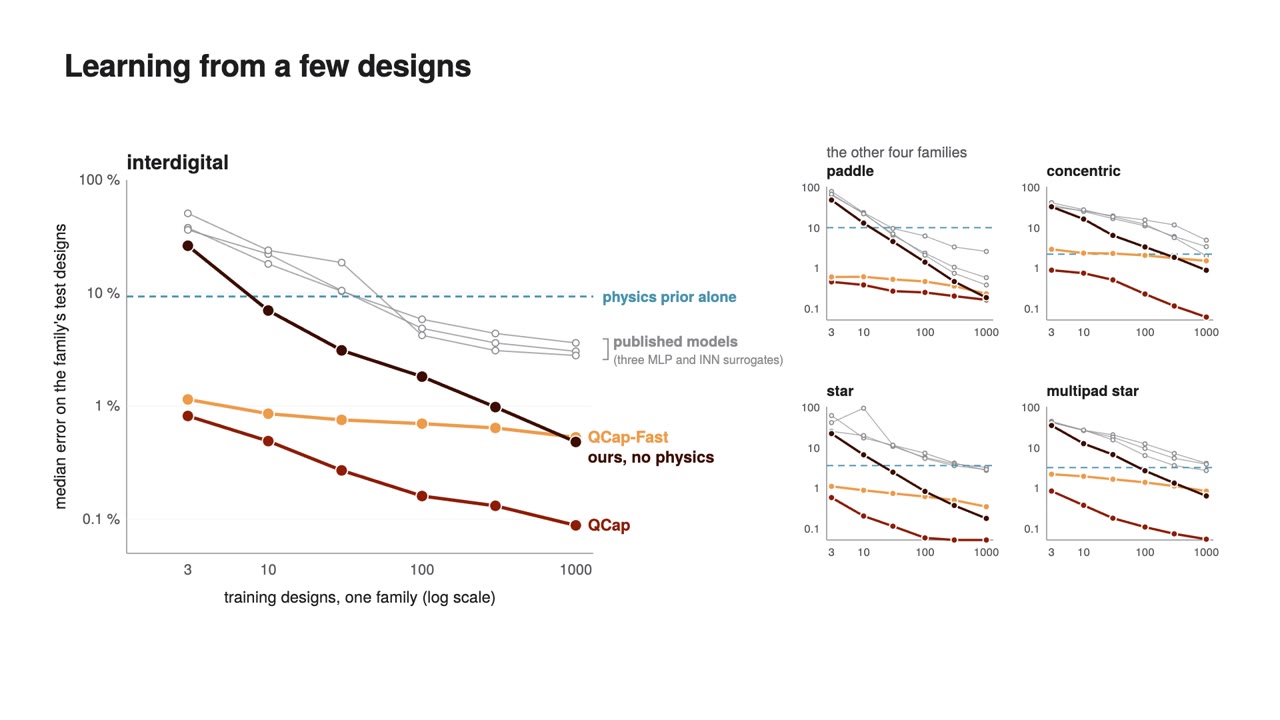 Learning from a few designs
interdigital
100 %
10 %
1 %
0.1 %
median error on the family's test designs
3 10 100 1000
training designs, one family (log scale)
physics prior alone
published models
(three MLP and INN surrogates)
QCap-Fast
ours, no physics
QCap
the other four families
paddle
100
10
1
0.1
3 10 100 1000
concentric
100
10
1
0.1
3 10 100 1000
star
100
10
1
0.1
3 10 100 1000
multipad star
100
10
1
0.1
3 10 100 1000